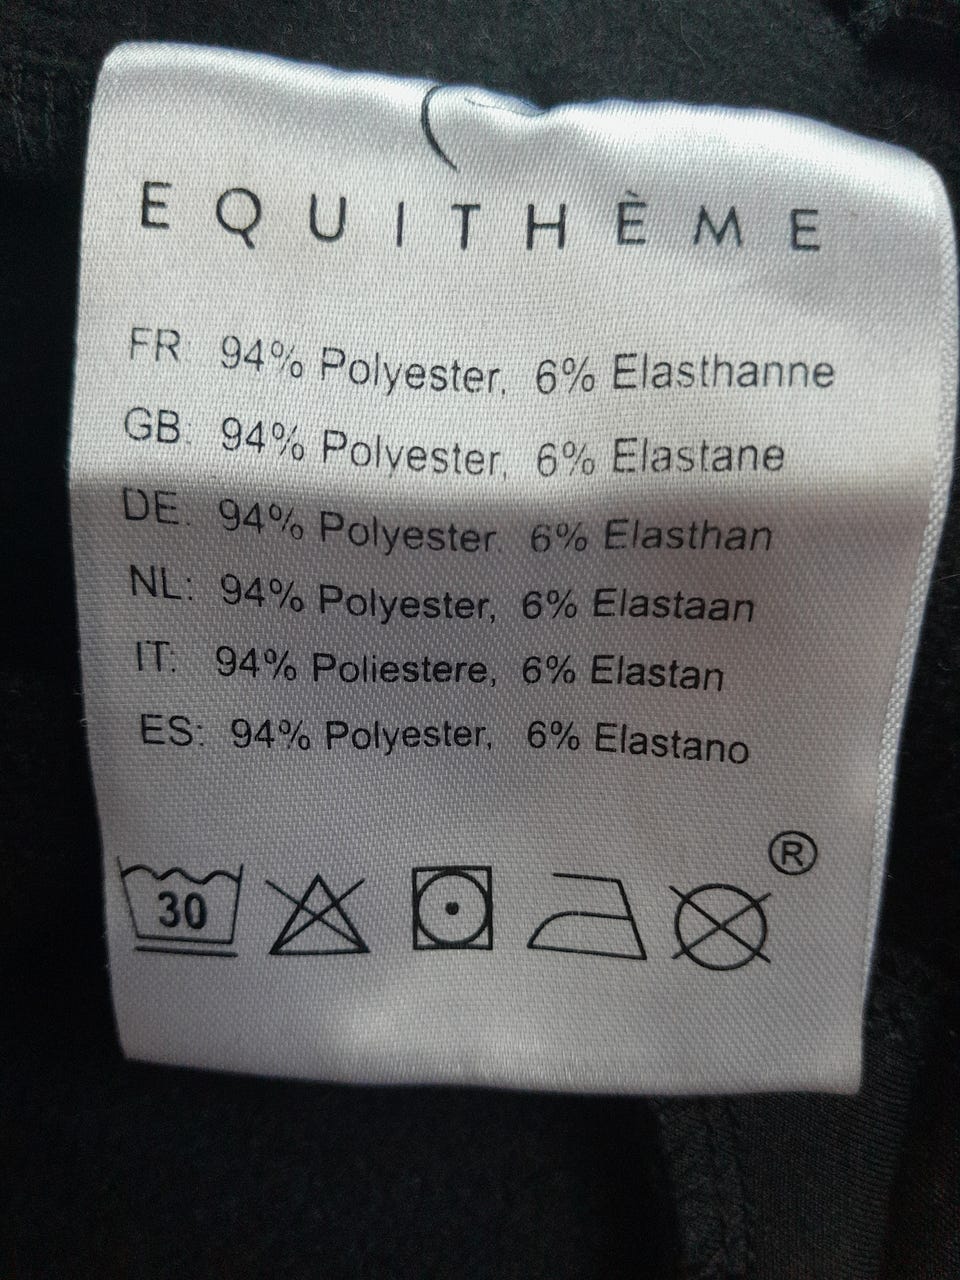 EQUITHÈME
FR: 94% Polyester, 6% Elasthanne
GB: 94% Polyester, 6% Elastane
DE: 94% Polyester, 6% Elasthan
NL: 94% Polyester, 6% Elastaan
IT: 94% Poliestere, 6% Elastan
ES: 94% Polyester, 6% Elastano
®
30